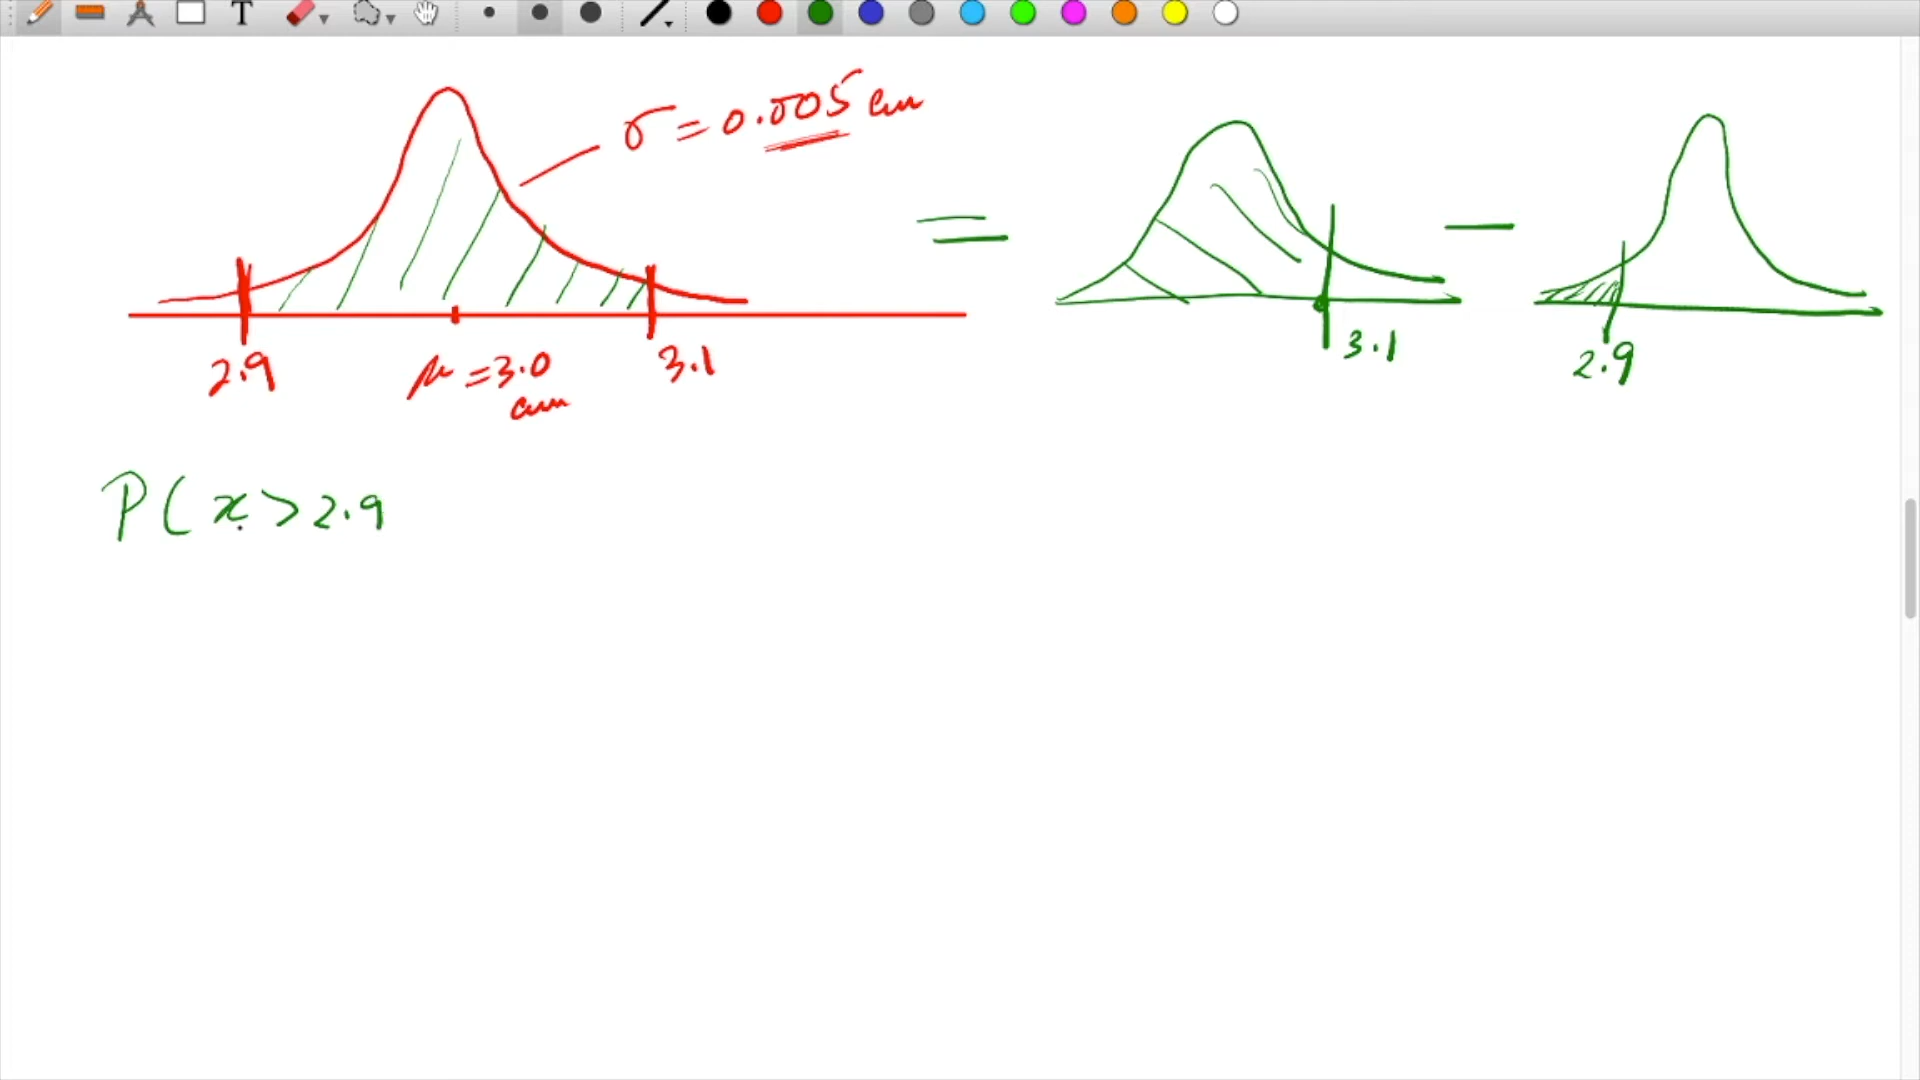 σ = 0.005 cm
=
−
2.9
μ = 3.0
cm
3.1
3.1
2.9
P( x > 2.9
T